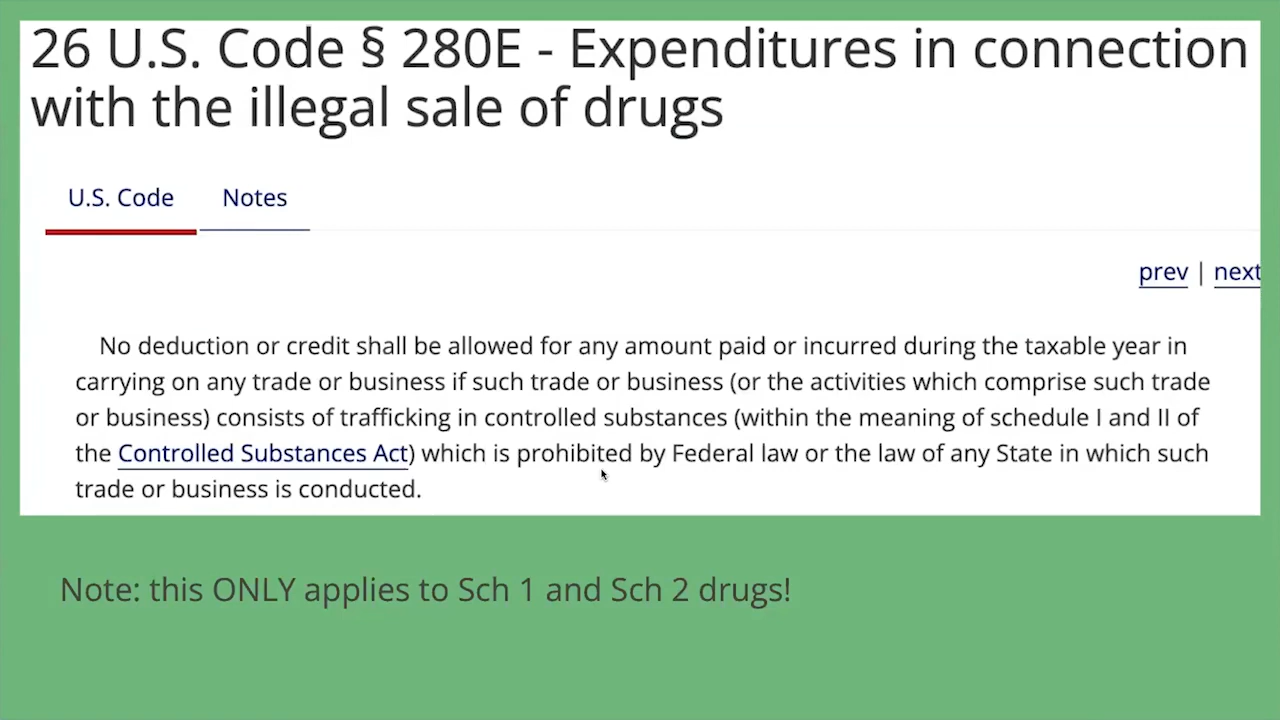 26 U.S. Code § 280E - Expenditures in connection
with the illegal sale of drugs
U.S. Code Notes
prev | next
No deduction or credit shall be allowed for any amount paid or incurred during the taxable year in
carrying on any trade or business if such trade or business (or the activities which comprise such trade
or business) consists of trafficking in controlled substances (within the meaning of schedule I and II of
the Controlled Substances Act) which is prohibited by Federal law or the law of any State in which such
trade or business is conducted.
Note: this ONLY applies to Sch 1 and Sch 2 drugs!